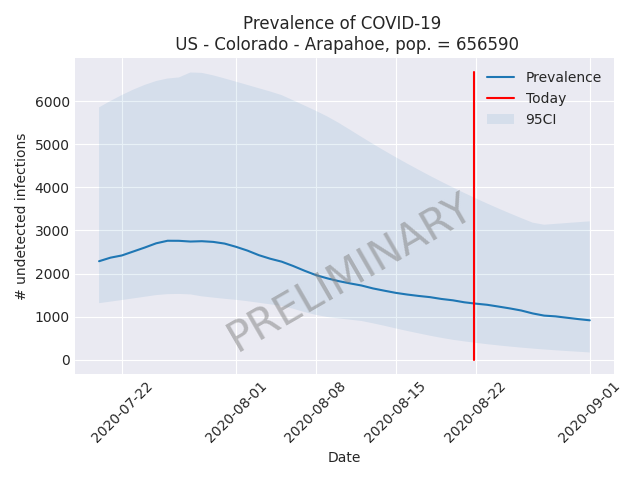 Prevalence of COVID-19
US - Colorado - Arapahoe, pop. = 656590
# undetected infections
6000
5000
4000
3000
2000
1000
0
Prevalence
Today
95CI
PRELIMINARY
2020-07-22
2020-08-01
2020-08-08
2020-08-15
2020-08-22
2020-09-01
Date